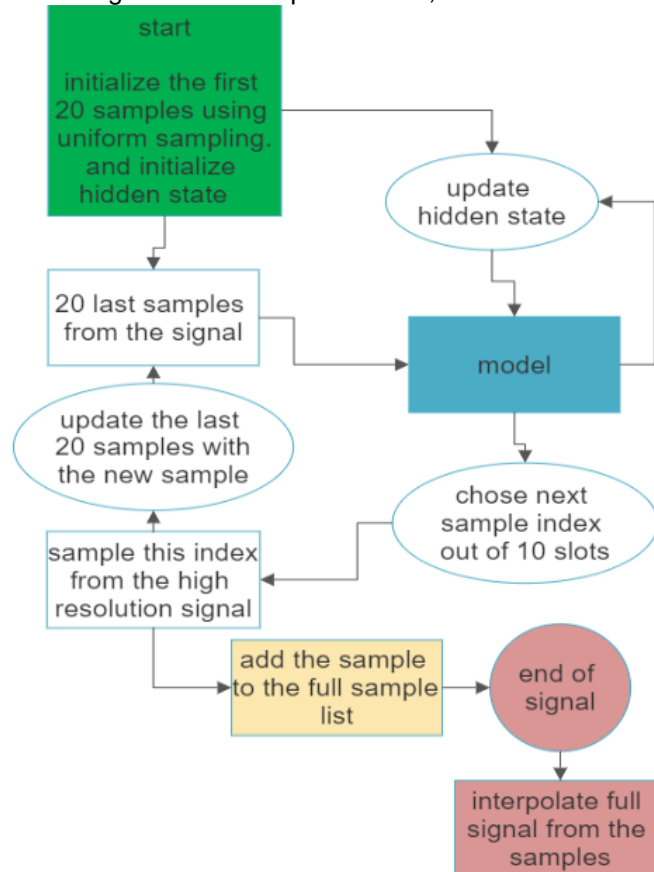 start
initialize the first
20 samples using
uniform sampling.
and initialize
hidden state
update
hidden state
20 last samples
from the signal
model
update the last
20 samples with
the new sample
chose next
sample index
out of 10 slots
sample this index
from the high
resolution signal
add the sample
to the full sample
list
end of
signal
interpolate full
signal from the
samples